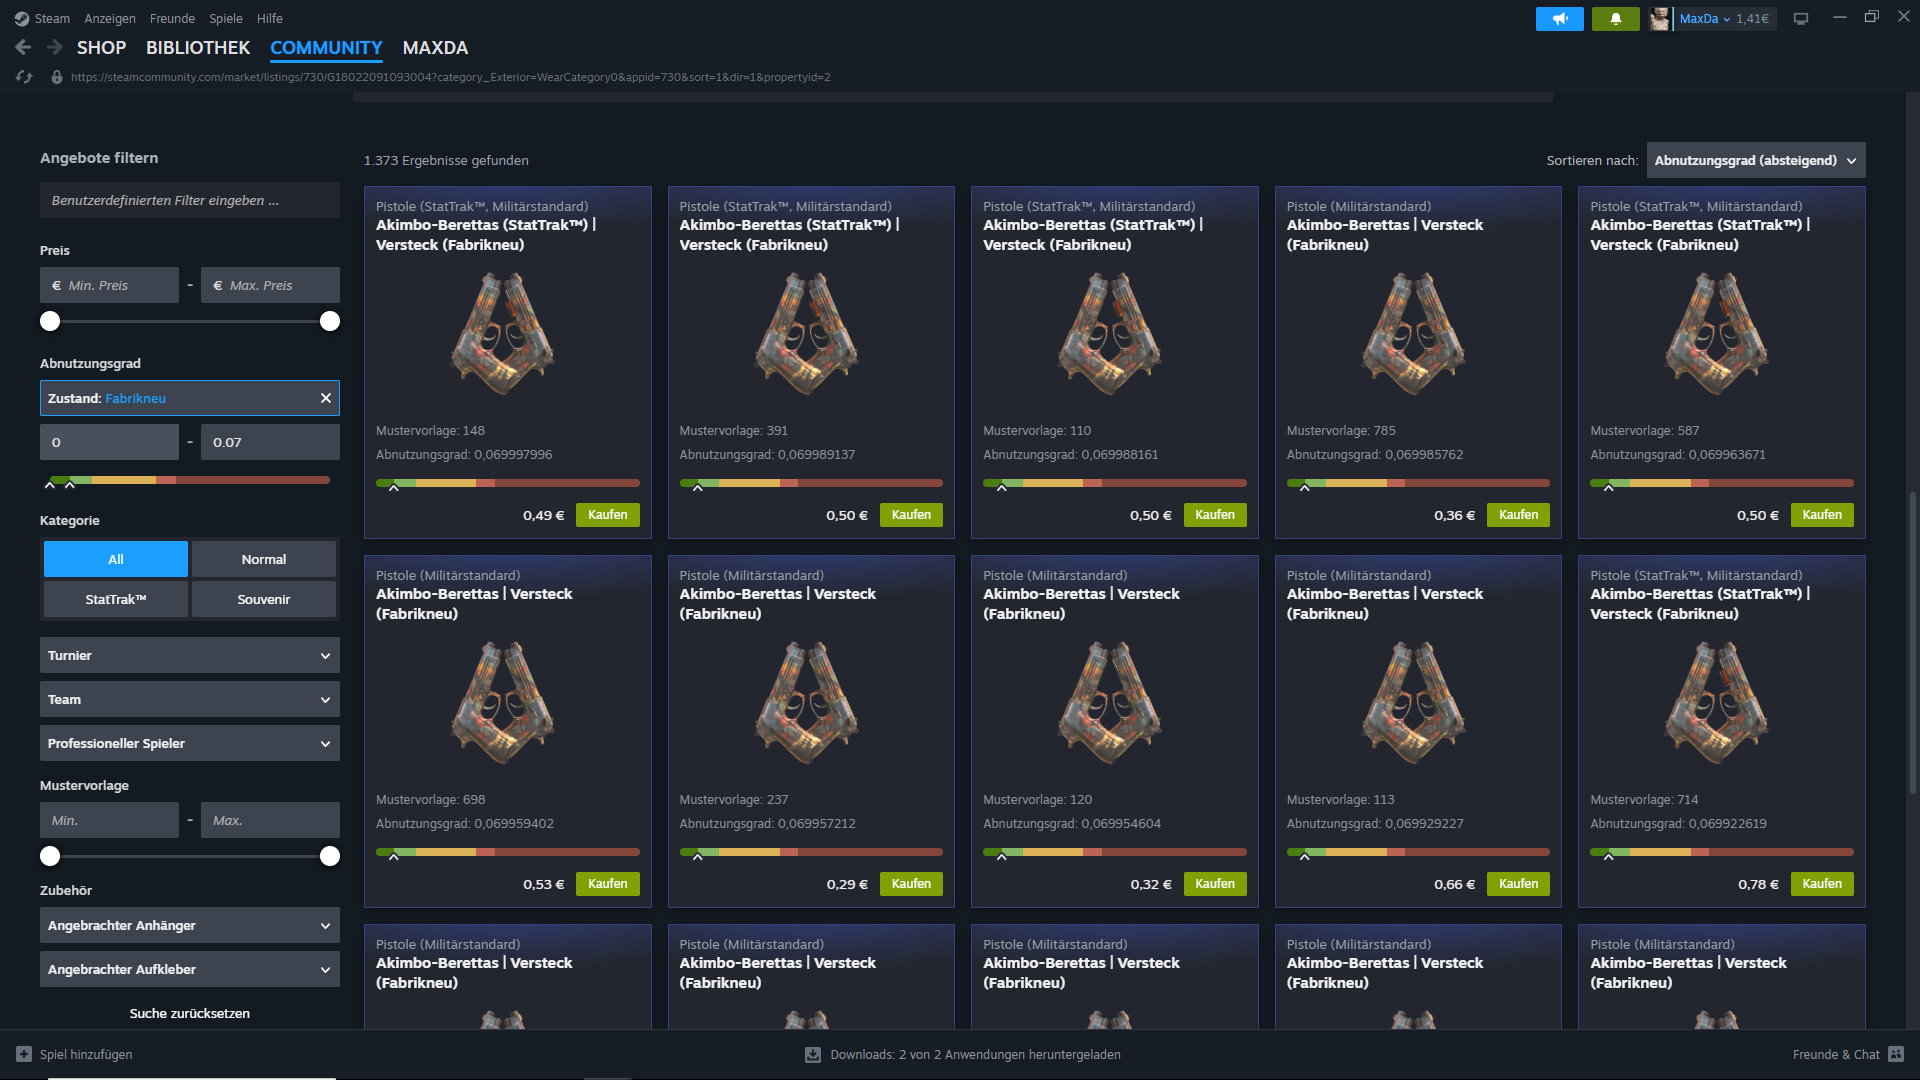 Steam Anzeigen Freunde Spiele Hilfe
MaxDa 1,41€
SHOP BIBLIOTHEK COMMUNITY MAXDA
https://steamcommunity.com/market/listings/730/G18022091093004?category_Exterior=WearCategory0&appid=730&sort=1&dir=1&propertyid=2
Angebote filtern
Benutzerdefinierten Filter eingeben ...
Preis
€ Min. Preis - € Max. Preis
Abnutzungsgrad
Zustand: Fabrikneu
0 - 0.07
Kategorie
All Normal
StatTrak™ Souvenir
Turnier
Team
Professioneller Spieler
Mustervorlage
Min. - Max.
Zubehör
Angebrachter Anhänger
Angebrachter Aufkleber
Suche zurücksetzen
1.373 Ergebnisse gefunden
Sortieren nach: Abnutzungsgrad (absteigend)
Pistole (StatTrak™, Militärstandard)
Akimbo-Berettas (StatTrak™) |
Versteck (Fabrikneu)
Mustervorlage: 148
Abnutzungsgrad: 0,069997996
0,49 € Kaufen
Pistole (StatTrak™, Militärstandard)
Akimbo-Berettas (StatTrak™) |
Versteck (Fabrikneu)
Mustervorlage: 391
Abnutzungsgrad: 0,069989137
0,50 € Kaufen
Pistole (StatTrak™, Militärstandard)
Akimbo-Berettas (StatTrak™) |
Versteck (Fabrikneu)
Mustervorlage: 110
Abnutzungsgrad: 0,069988161
0,50 € Kaufen
Pistole (Militärstandard)
Akimbo-Berettas | Versteck
(Fabrikneu)
Mustervorlage: 785
Abnutzungsgrad: 0,069985762
0,36 € Kaufen
Pistole (StatTrak™, Militärstandard)
Akimbo-Berettas (StatTrak™) |
Versteck (Fabrikneu)
Mustervorlage: 587
Abnutzungsgrad: 0,069963671
0,50 € Kaufen
Pistole (Militärstandard)
Akimbo-Berettas | Versteck
(Fabrikneu)
Mustervorlage: 698
Abnutzungsgrad: 0,069959402
0,53 € Kaufen
Pistole (Militärstandard)
Akimbo-Berettas | Versteck
(Fabrikneu)
Mustervorlage: 237
Abnutzungsgrad: 0,069957212
0,29 € Kaufen
Pistole (Militärstandard)
Akimbo-Berettas | Versteck
(Fabrikneu)
Mustervorlage: 120
Abnutzungsgrad: 0,069954604
0,32 € Kaufen
Pistole (Militärstandard)
Akimbo-Berettas | Versteck
(Fabrikneu)
Mustervorlage: 113
Abnutzungsgrad: 0,069929227
0,66 € Kaufen
Pistole (StatTrak™, Militärstandard)
Akimbo-Berettas (StatTrak™) |
Versteck (Fabrikneu)
Mustervorlage: 714
Abnutzungsgrad: 0,069922619
0,78 € Kaufen
Pistole (Militärstandard)
Akimbo-Berettas | Versteck
(Fabrikneu)
Pistole (Militärstandard)
Akimbo-Berettas | Versteck
(Fabrikneu)
Pistole (Militärstandard)
Akimbo-Berettas | Versteck
(Fabrikneu)
Pistole (Militärstandard)
Akimbo-Berettas | Versteck
(Fabrikneu)
Pistole (Militärstandard)
Akimbo-Berettas | Versteck
(Fabrikneu)
Spiel hinzufügen
Downloads: 2 von 2 Anwendungen heruntergeladen
Freunde & Chat